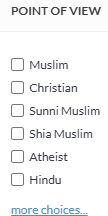 POINT OF VIEW
Muslim
Christian
Sunni Muslim
Shia Muslim
Atheist
Hindu
more choices...